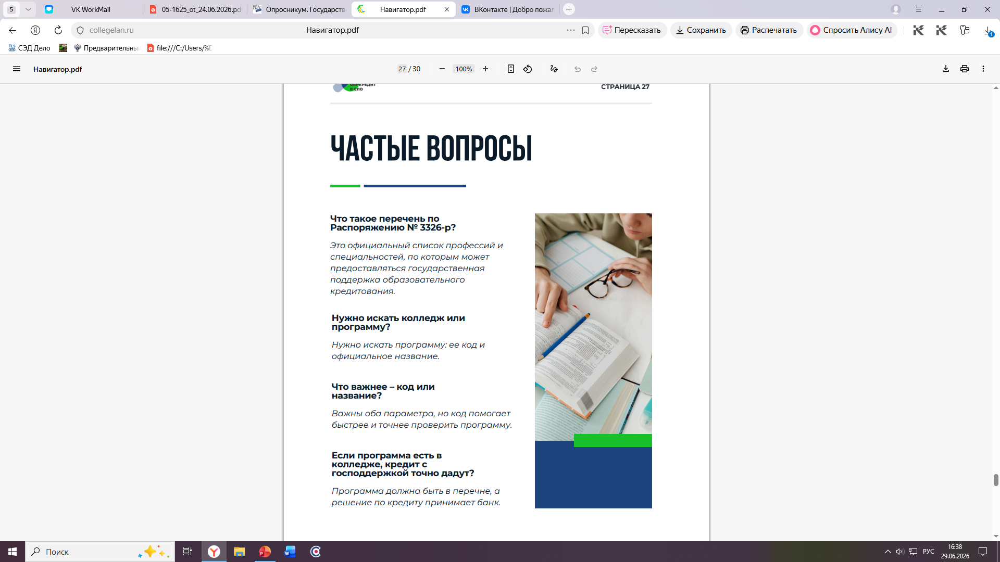 5
VK WorkMail
05-1625_ot_24.06.2026.pd
Опросникум. Государств
Навигатор.pdf
ВКонтакте | Добро пожал
collegelan.ru
Навигатор.pdf
Пересказать
Сохранить
Распечатать
Спросить Алису AI
1
TLS
СЭД Дело
Предварительны
file:///C:/Users/%D
Навигатор.pdf
27 / 30
100%
ОБРКРЕДИТ
В СПО
СТРАНИЦА 27
ЧАСТЫЕ ВОПРОСЫ
Что такое перечень по
Распоряжению № 3326-р?
Это официальный список профессий и
специальностей, по которым может
предоставляться государственная
поддержка образовательного
кредитования.
Нужно искать колледж или
программу?
Нужно искать программу: ее код и
официальное название.
Что важнее – код или
название?
Важны оба параметра, но код помогает
быстрее и точнее проверить программу.
Если программа есть в
колледже, кредит с
господдержкой точно дадут?
Программа должна быть в перечне, а
решение по кредиту принимает банк.
Поиск
РУС
16:38
29.06.2026